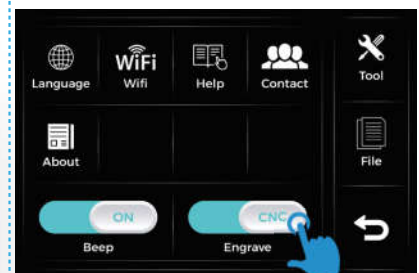 WiFi
Language Wifi Help Contact Tool
About File
ON CNC
Beep Engrave